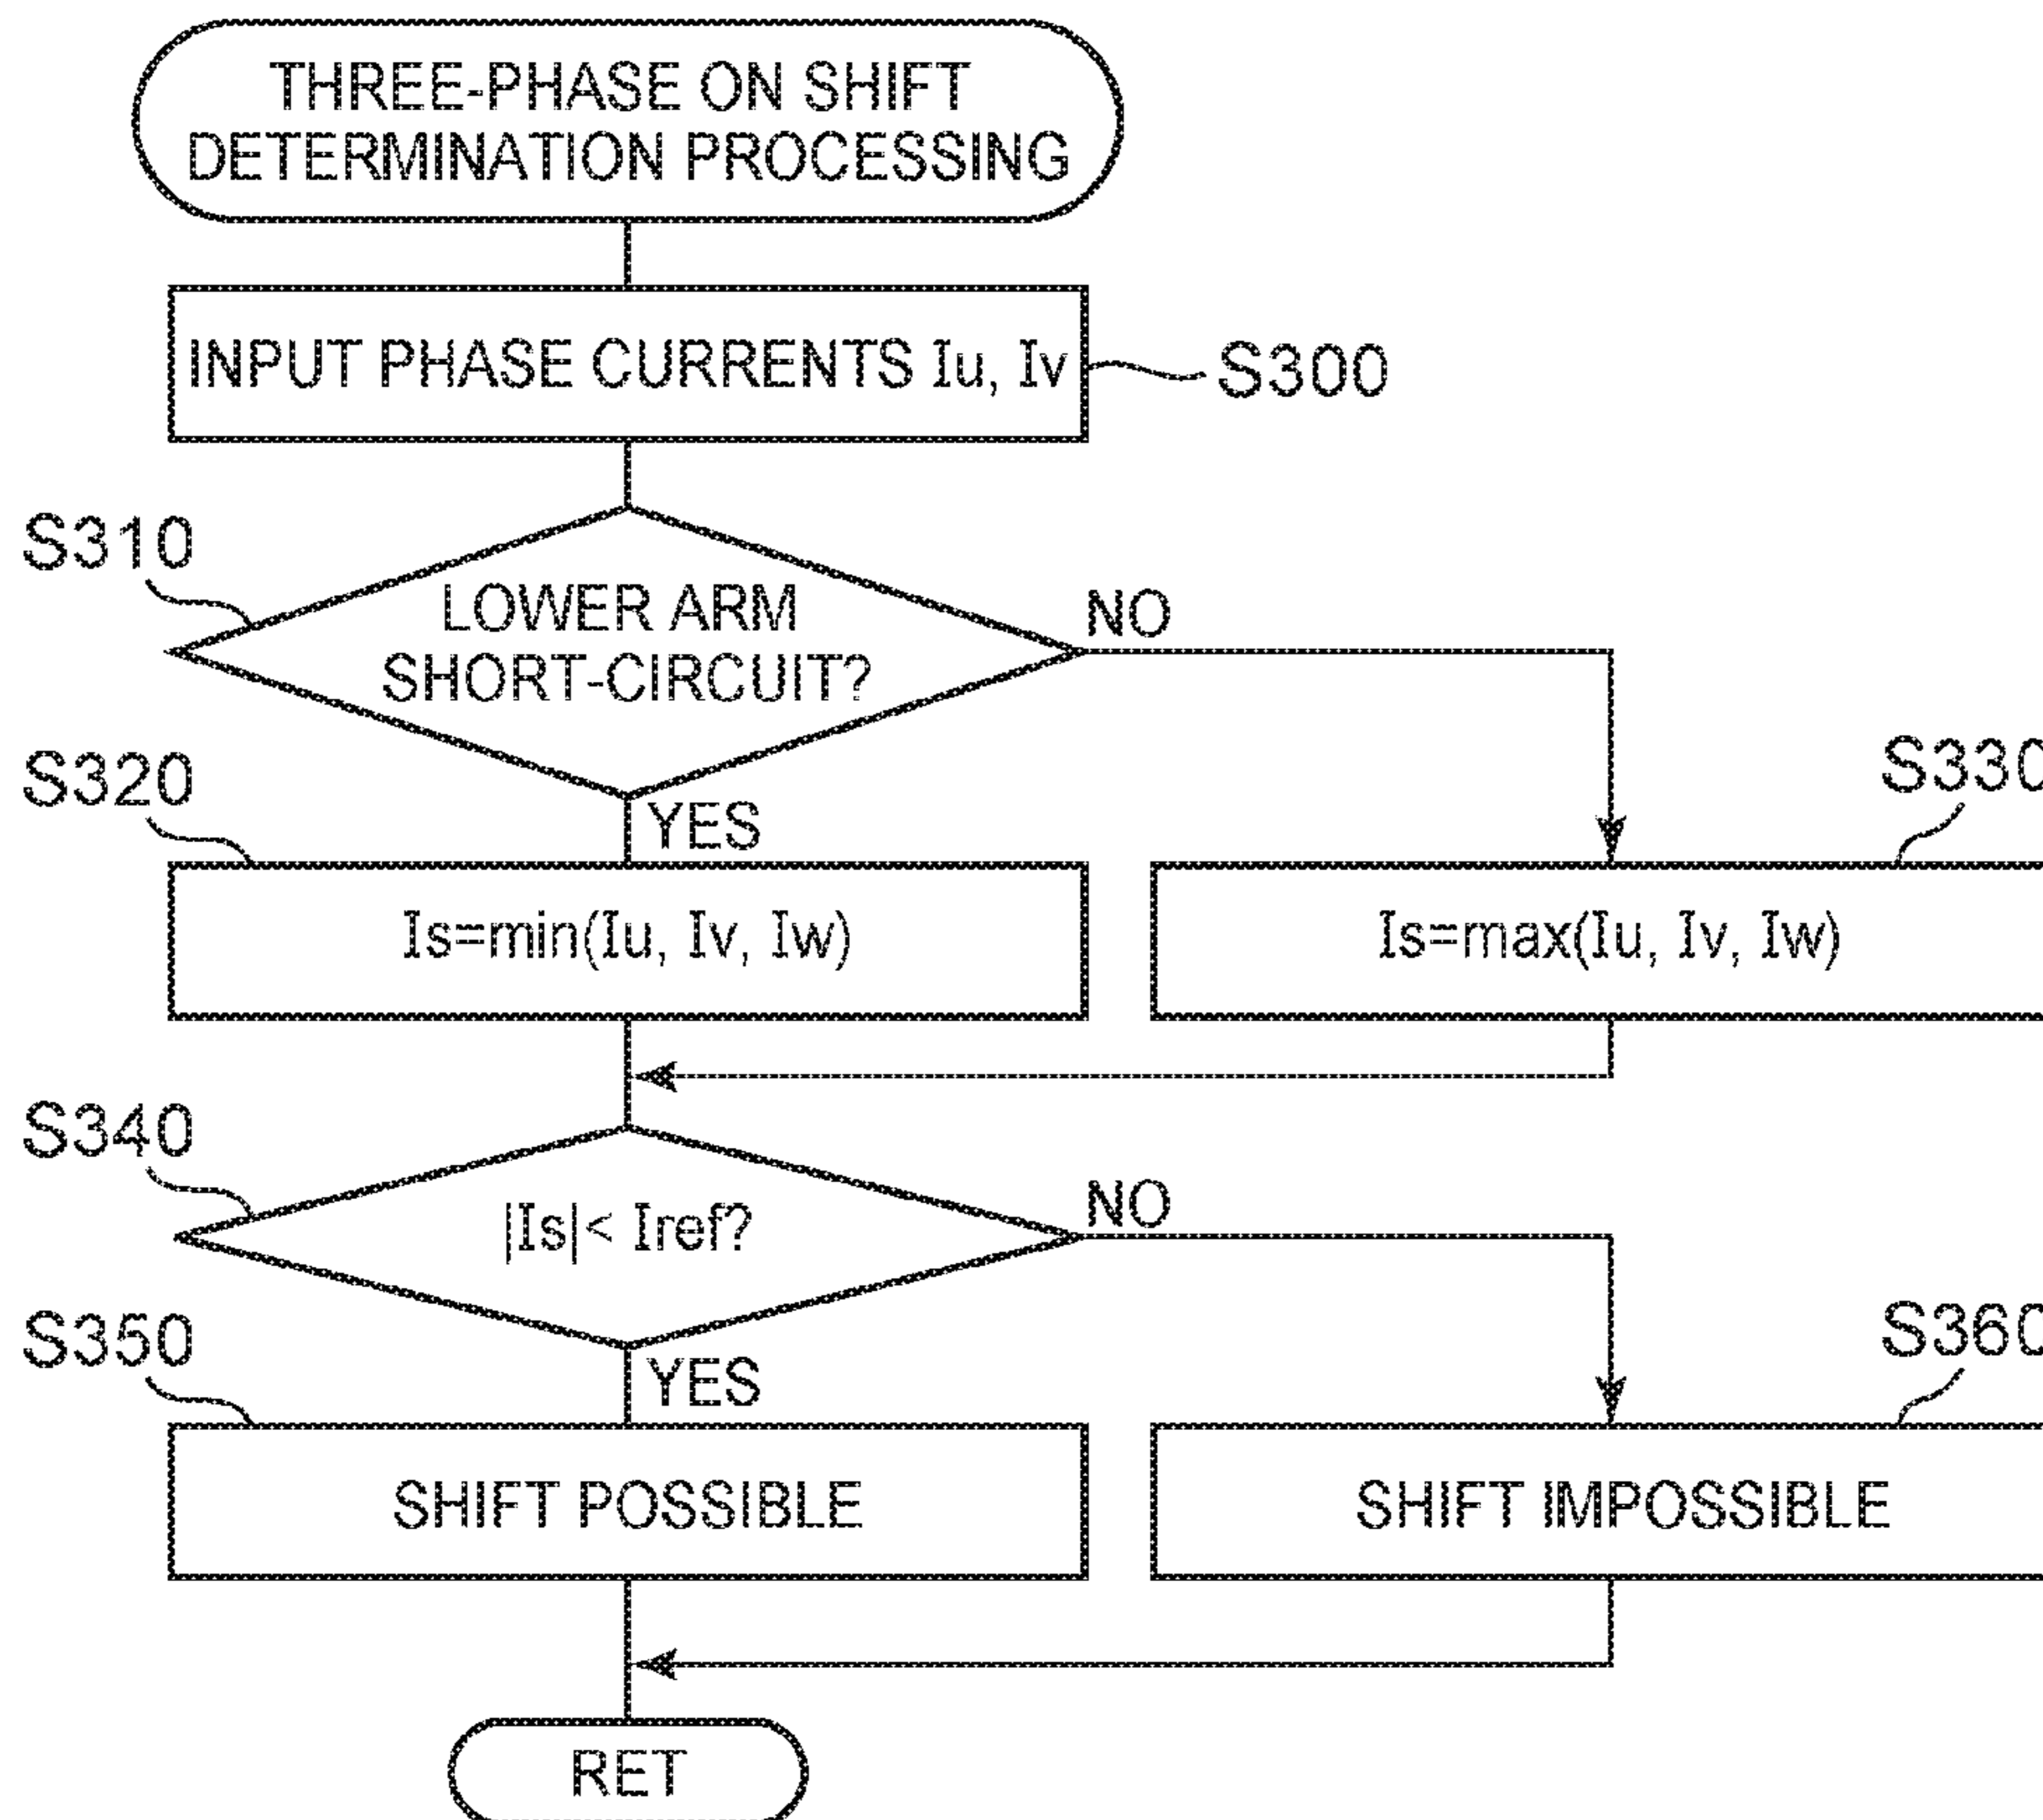 THREE-PHASE ON SHIFT
DETERMINATION PROCESSING
INPUT PHASE CURRENTS Iu, Iv
S300
S310
LOWER ARM
SHORT-CIRCUIT?
NO
S320
YES
S330
Is=min(Iu, Iv, Iw)
Is=max(Iu, Iv, Iw)
S340
|Is|< Iref?
NO
S350
YES
S360
SHIFT POSSIBLE
SHIFT IMPOSSIBLE
RET